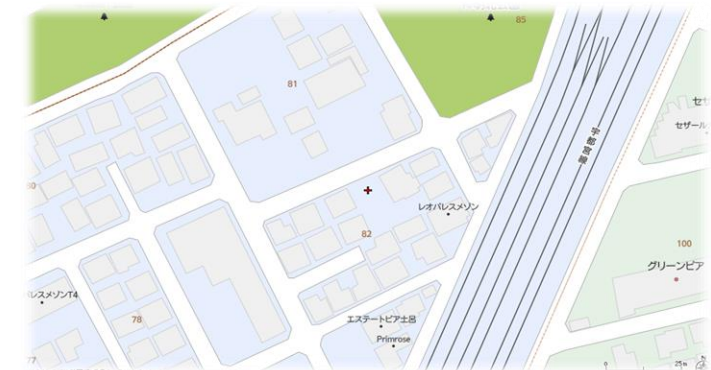 85
81
宇都宮線
セザール
レオパレスメゾン
82
100
グリーンピア
レスメゾンT4
78
エステートピア土呂
Primrose
77
25m